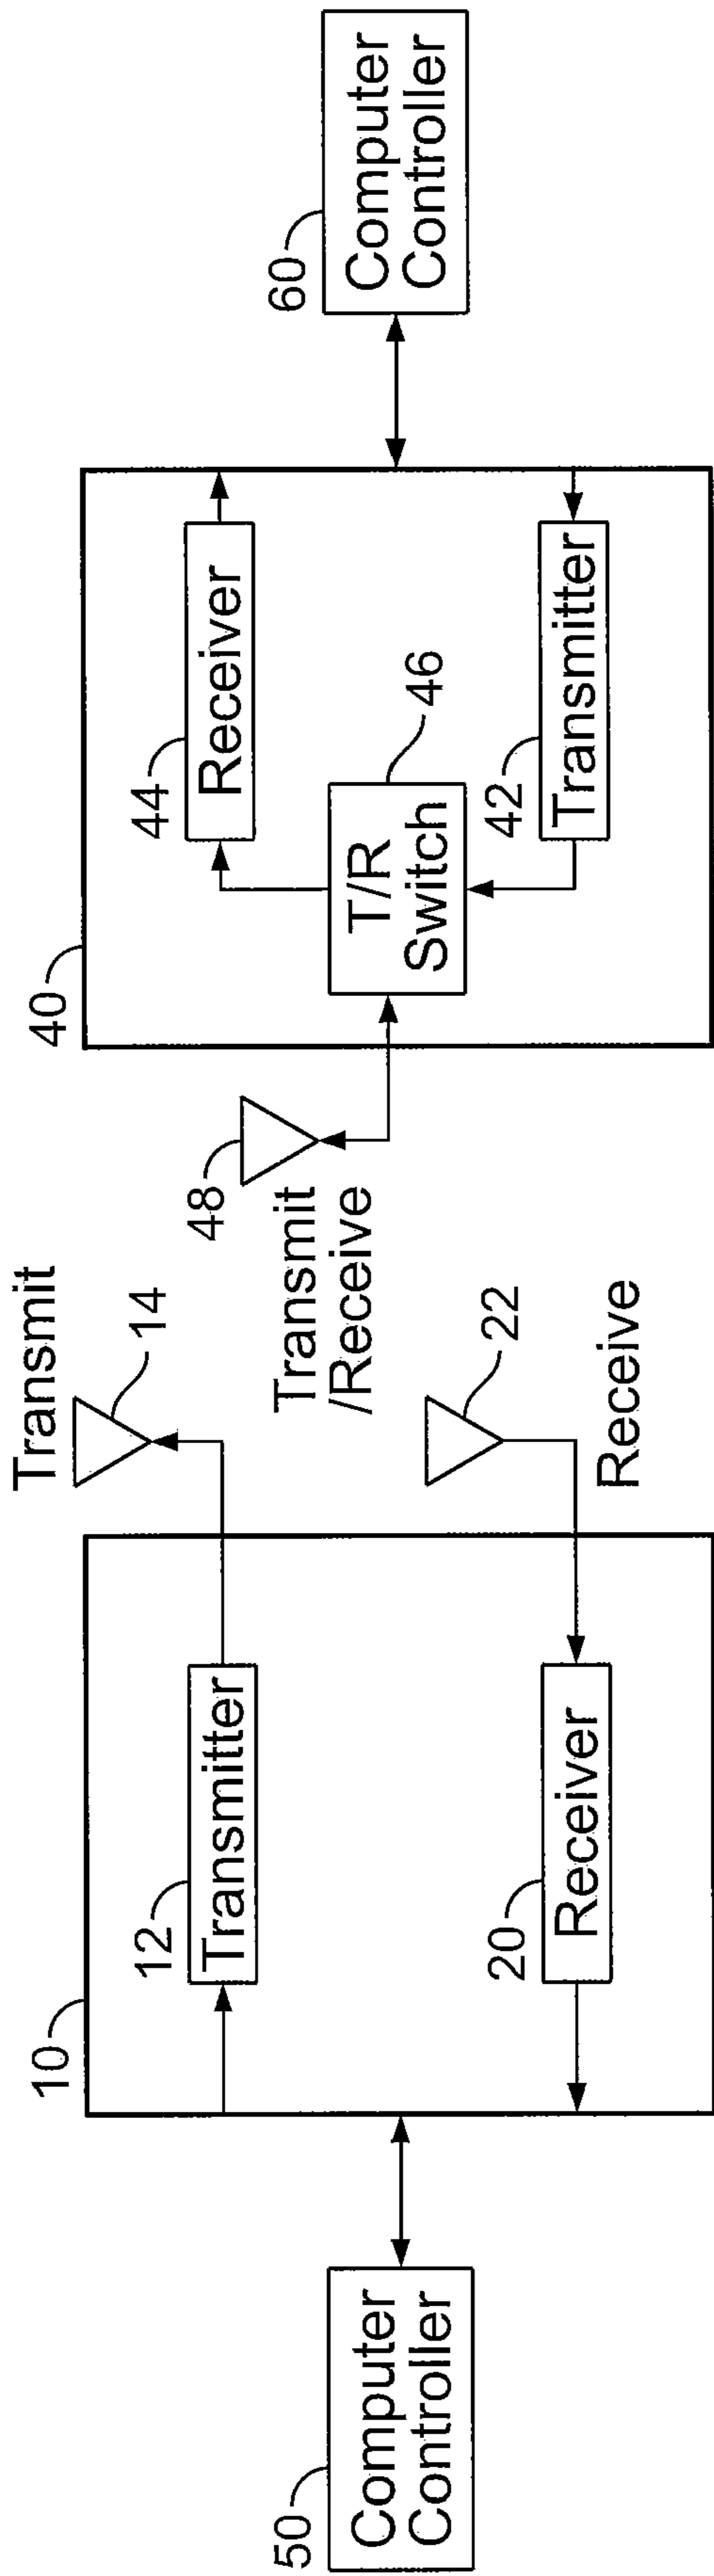 50
Computer
Controller
10
12
Transmitter
20
Receiver
Transmit
14
22
Receive
48
Transmit
/Receive
40
44
Receiver
T/R
Switch
46
42
Transmitter
60
Computer
Controller